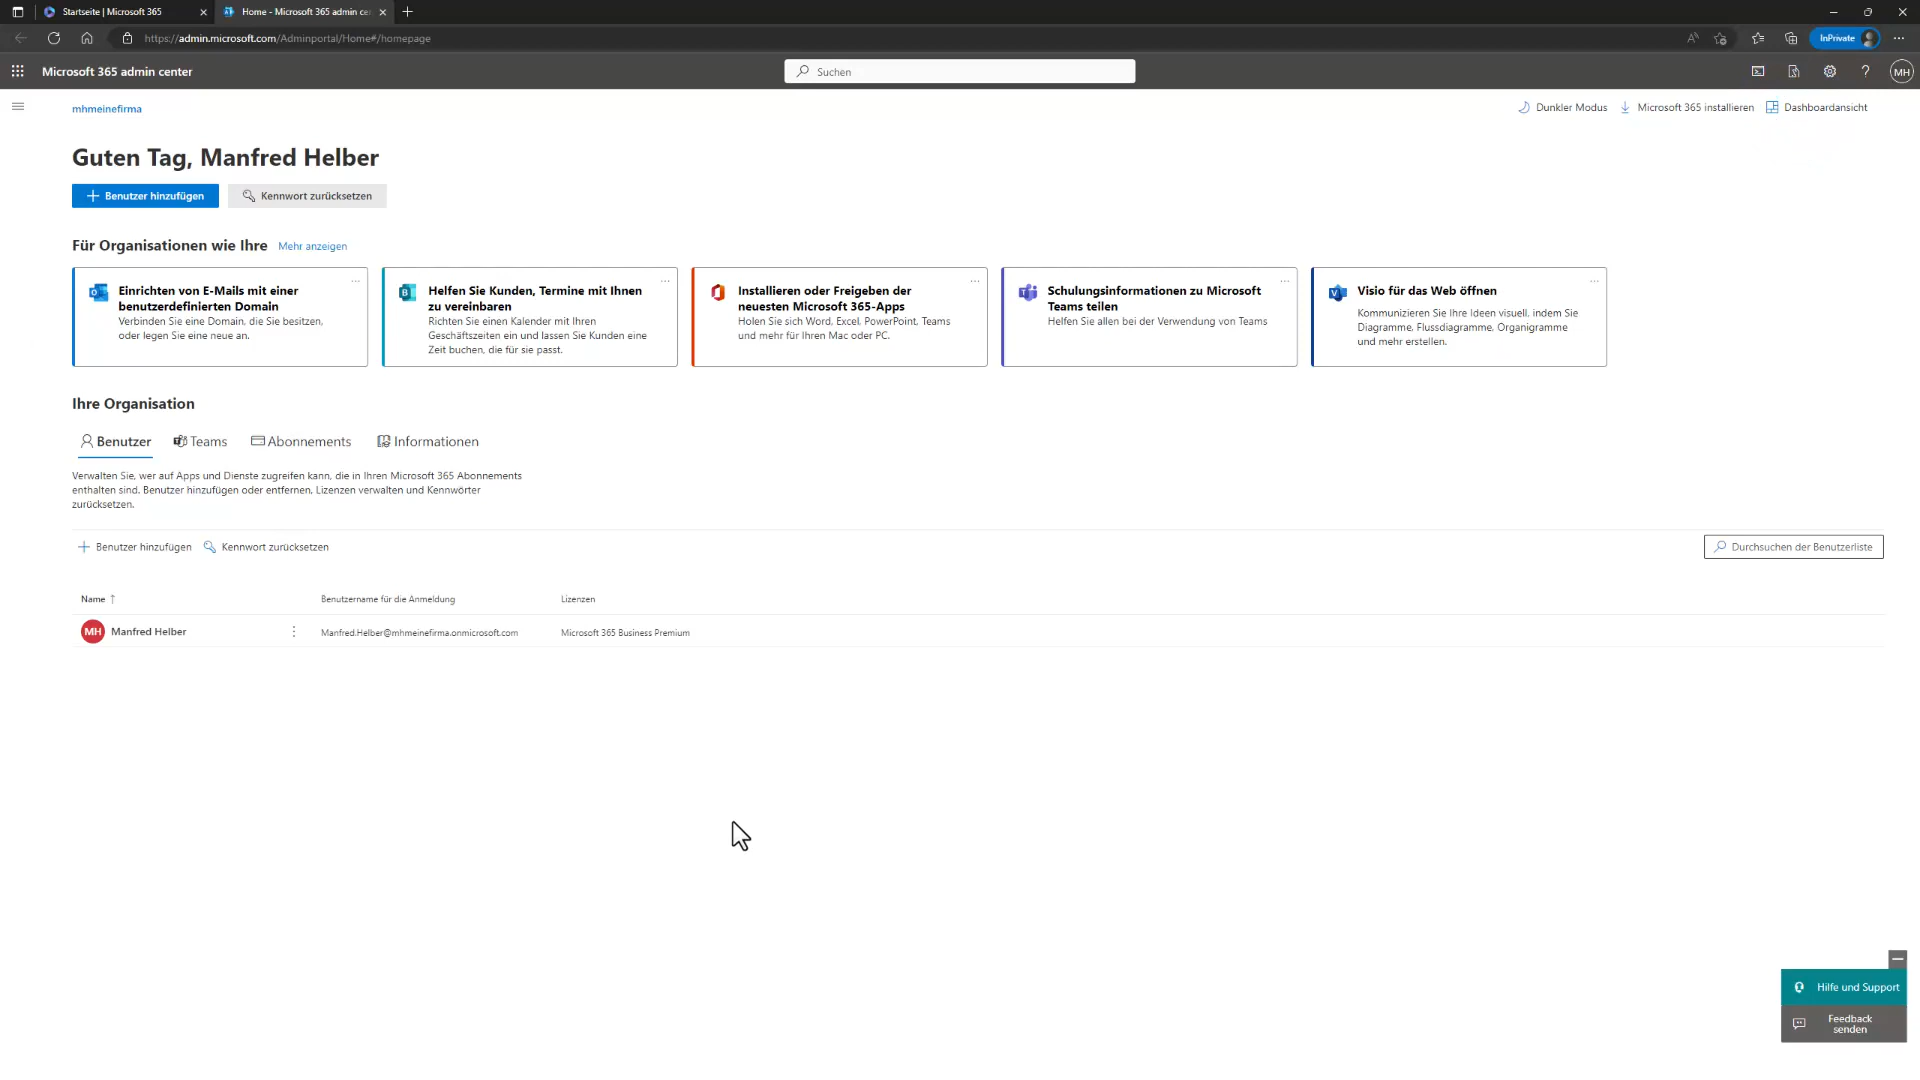 Startseite | Microsoft 365
Home - Microsoft 365 admin ce
https://admin.microsoft.com/Adminportal/Home#/homepage
InPrivate
Microsoft 365 admin center
Suchen
MH
mhmeinefirma
Dunkler Modus
Microsoft 365 installieren
Dashboardansicht
Guten Tag, Manfred Helber
Benutzer hinzufügen
Kennwort zurücksetzen
Für Organisationen wie Ihre
Mehr anzeigen
Einrichten von E-Mails mit einer
benutzerdefinierten Domain
Verbinden Sie eine Domain, die Sie besitzen,
oder legen Sie eine neue an.
Helfen Sie Kunden, Termine mit Ihnen
zu vereinbaren
Richten Sie einen Kalender mit Ihren
Geschäftszeiten ein und lassen Sie Kunden eine
Zeit buchen, die für sie passt.
Installieren oder Freigeben der
neuesten Microsoft 365-Apps
Holen Sie sich Word, Excel, PowerPoint, Teams
und mehr für Ihren Mac oder PC.
Schulungsinformationen zu Microsoft
Teams teilen
Helfen Sie allen bei der Verwendung von Teams
Visio für das Web öffnen
Kommunizieren Sie Ihre Ideen visuell, indem Sie
Diagramme, Flussdiagramme, Organigramme
und mehr erstellen.
Ihre Organisation
Benutzer
Teams
Abonnements
Informationen
Verwalten Sie, wer auf Apps und Dienste zugreifen kann, die in Ihren Microsoft 365 Abonnements
enthalten sind. Benutzer hinzufügen oder entfernen, Lizenzen verwalten und Kennwörter
zurücksetzen.
Benutzer hinzufügen
Kennwort zurücksetzen
Durchsuchen der Benutzerliste
Name ↑
Benutzername für die Anmeldung
Lizenzen
MH
Manfred Helber
Manfred.Helber@mhmeinefirma.onmicrosoft.com
Microsoft 365 Business Premium
Hilfe und Support
Feedback
senden